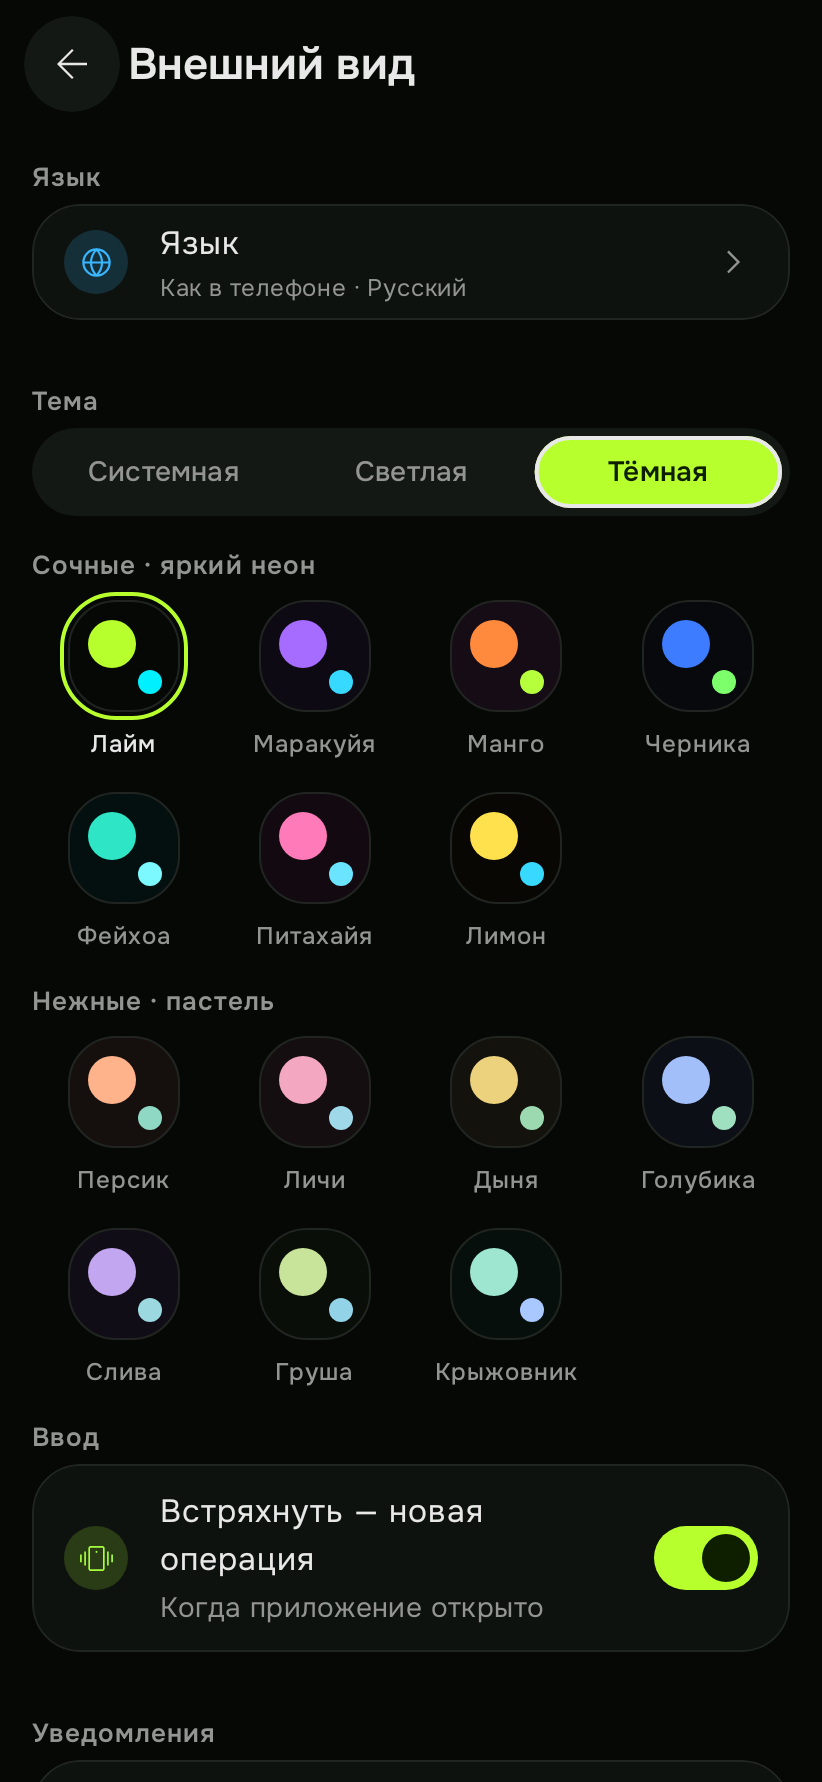 Внешний вид
Язык
Язык
Как в телефоне · Русский
Тема
Системная Светлая Тёмная
Сочные · яркий неон
Лайм Маракуйя Манго Черника
Фейхоа Питахайя Лимон
Нежные · пастель
Персик Личи Дыня Голубика
Слива Груша Крыжовник
Ввод
Встряхнуть — новая
операция
Когда приложение открыто
Уведомления